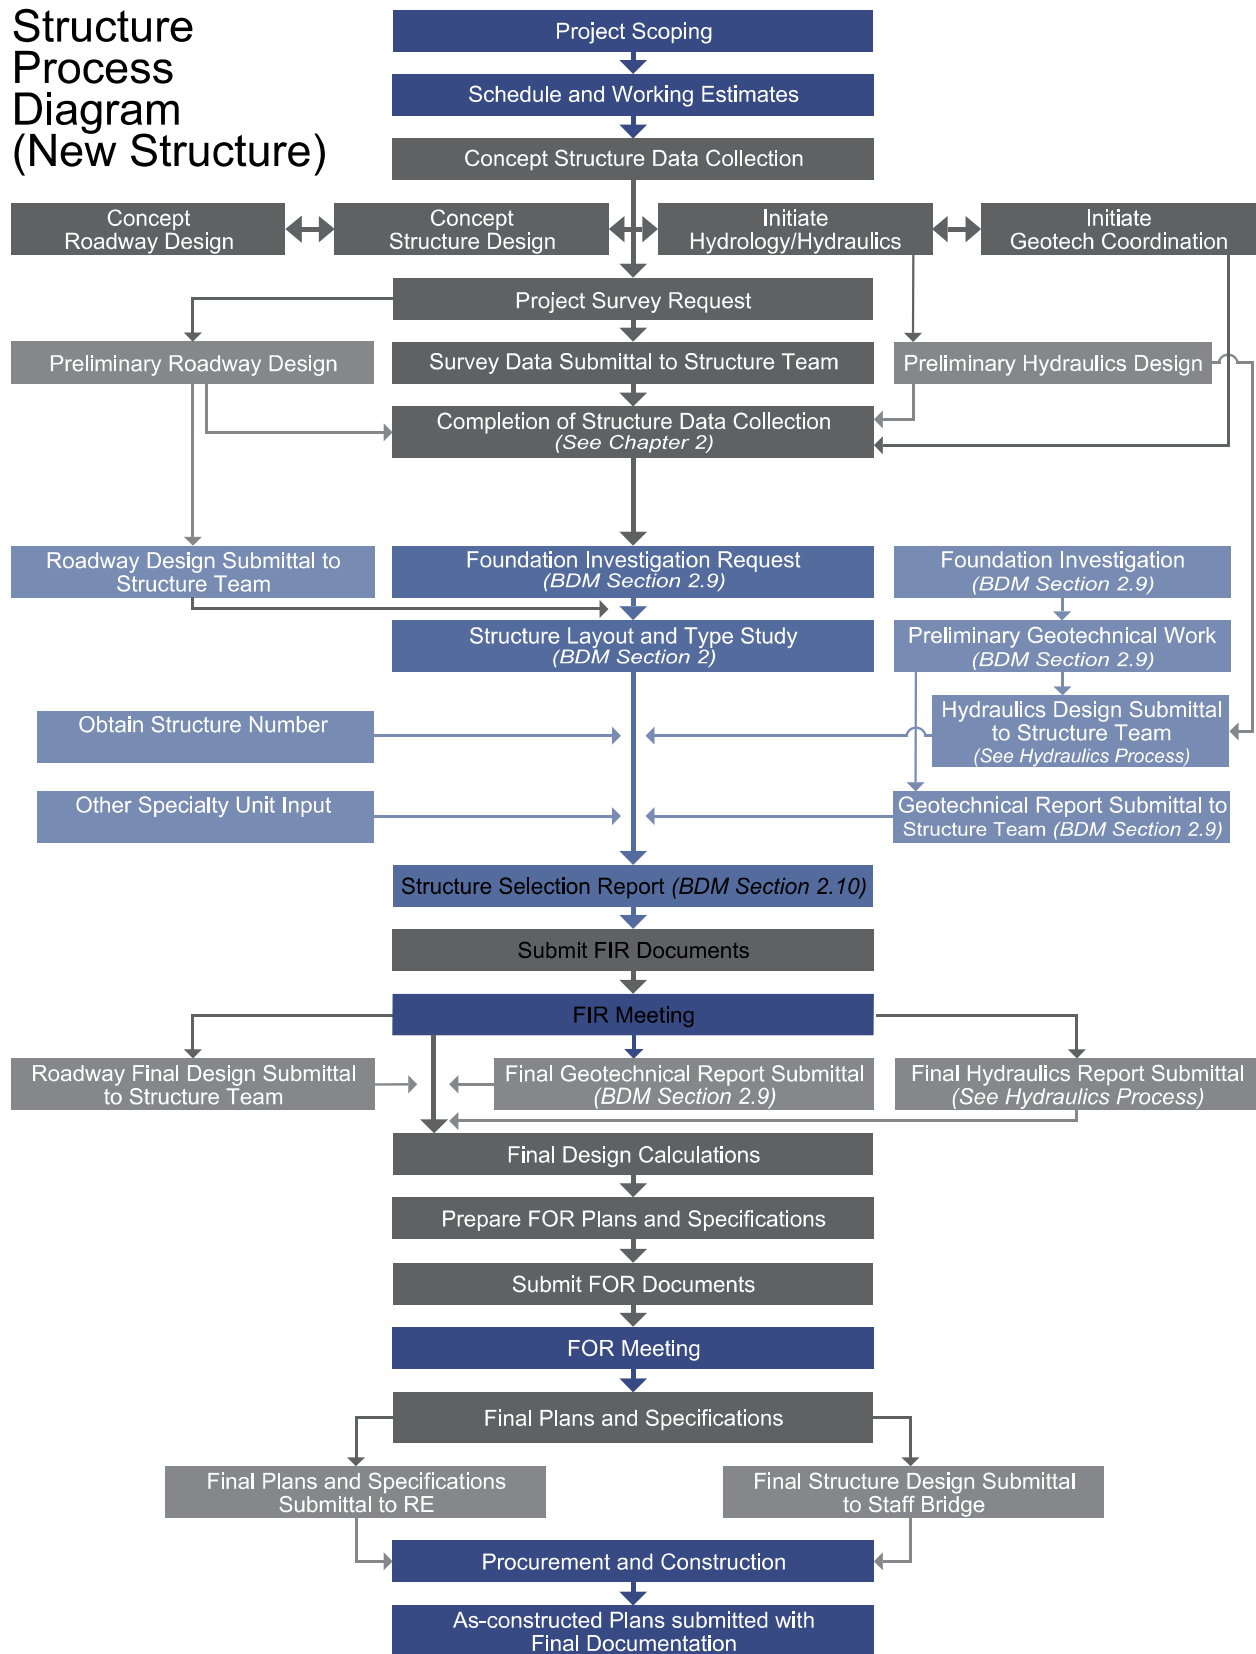 Structure
Process
Diagram
(New Structure)
Project Scoping
Schedule and Working Estimates
Concept Structure Data Collection
Concept
Roadway Design
Concept
Structure Design
Initiate
Hydrology/Hydraulics
Initiate
Geotech Coordination
Project Survey Request
Preliminary Roadway Design
Survey Data Submittal to Structure Team
Preliminary Hydraulics Design
Completion of Structure Data Collection
(See Chapter 2)
Roadway Design Submittal to
Structure Team
Foundation Investigation Request
(BDM Section 2.9)
Foundation Investigation
(BDM Section 2.9)
Structure Layout and Type Study
(BDM Section 2)
Preliminary Geotechnical Work
(BDM Section 2.9)
Obtain Structure Number
Hydraulics Design Submittal
to Structure Team
(See Hydraulics Process)
Other Specialty Unit Input
Geotechnical Report Submittal to
Structure Team (BDM Section 2.9)
Structure Selection Report (BDM Section 2.10)
Submit FIR Documents
FIR Meeting
Roadway Final Design Submittal
to Structure Team
Final Geotechnical Report Submittal
(BDM Section 2.9)
Final Hydraulics Report Submittal
(See Hydraulics Process)
Final Design Calculations
Prepare FOR Plans and Specifications
Submit FOR Documents
FOR Meeting
Final Plans and Specifications
Final Plans and Specifications
Submittal to RE
Final Structure Design Submittal
to Staff Bridge
Procurement and Construction
As-constructed Plans submitted with
Final Documentation